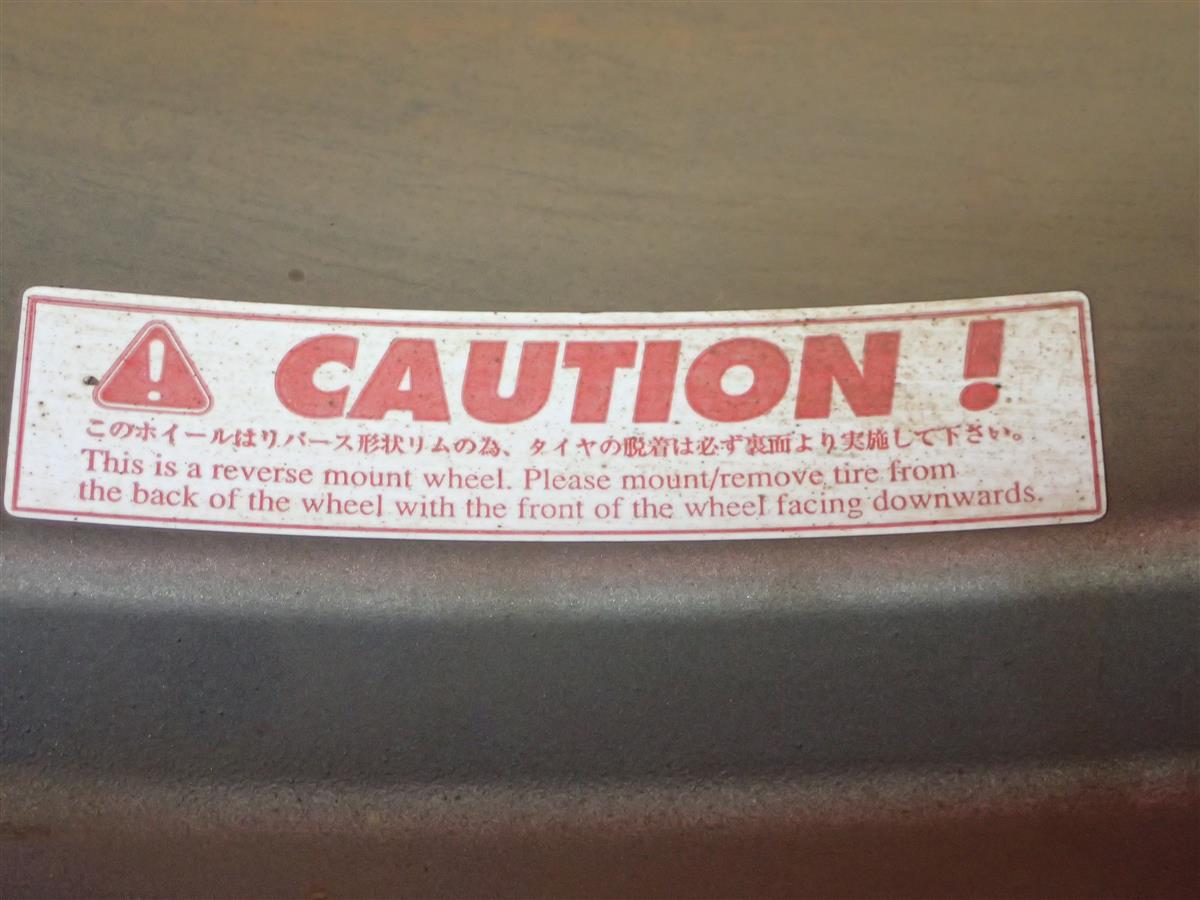 CAUTION !
このホイールはリバース形状リムの為、タイヤの脱着は必ず裏面より実施して下さい。
This is a reverse mount wheel. Please mount/remove tire from
the back of the wheel with the front of the wheel facing downwards.